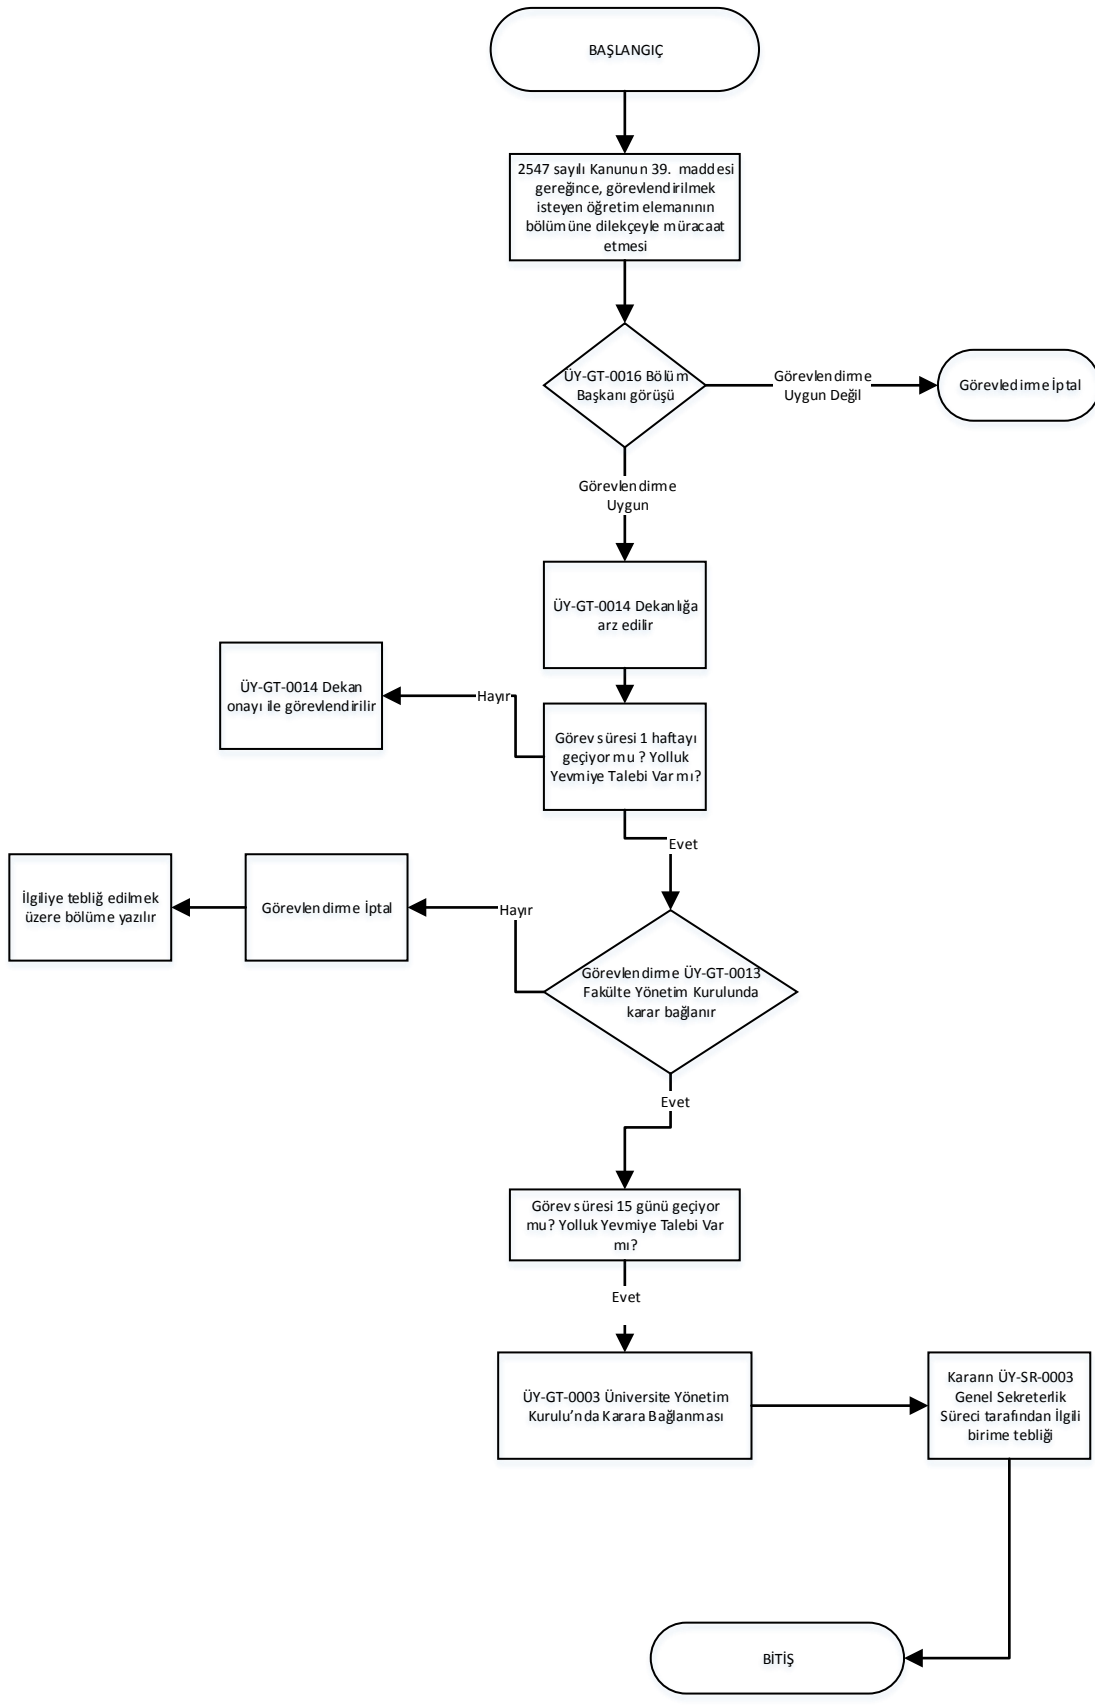 BAŞLANGIÇ
2547 sayılı Kanunun 39. maddesi
gereğince, görevlendirilmek
isteyen öğretim elemanının
bölümüne dilekçeyle müracaat
etmesi
ÜY-GT-0016 Bölüm
Başkanı görüşü
Görevlendirme
Uygun Değil
Görevledirme İptal
Görevlendirme
Uygun
ÜY-GT-0014 Dekanlığa
arz edilir
ÜY-GT-0014 Dekan
onayı ile görevlendirilir
Hayır
Görev süresi 1 haftayı
geçiyor mu ? Yolluk
Yevmiye Talebi Var mı?
Evet
İlgiliye tebliğ edilmek
üzere bölüme yazılır
Görevlendirme İptal
Hayır
Görevlendirme ÜY-GT-0013
Fakülte Yönetim Kurulunda
karar bağlanır
Evet
Görev süresi 15 günü geçiyor
mu? Yolluk Yevmiye Talebi Var
mı?
Evet
ÜY-GT-0003 Üniversite Yönetim
Kurulu’nda Karara Bağlanması
Kararın ÜY-SR-0003
Genel Sekreterlik
Süreci tarafından İlgili
birime tebliği
BİTİŞ